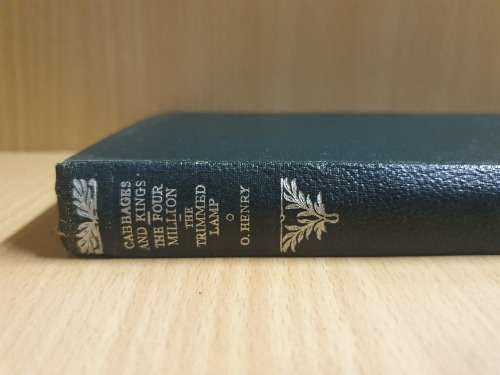 CABBAGES
AND KINGS
THE FOUR
MILLION
THE
TRIMMED
LAMP
O. HENRY